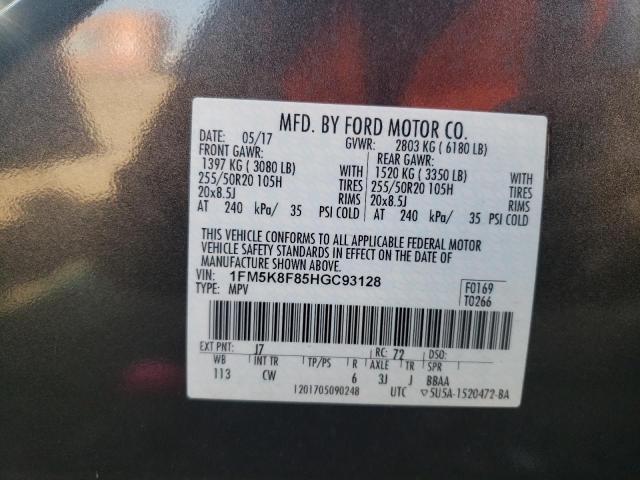 MFD. BY FORD MOTOR CO.
DATE: 05/17 GVWR: 2803 KG ( 6180 LB)
FRONT GAWR: REAR GAWR:
1397 KG ( 3080 LB) WITH 1520 KG ( 3350 LB) WITH
255/50R20 105H TIRES 255/50R20 105H TIRES
20x8.5J RIMS 20x8.5J RIMS
AT 240 kPa/ 35 PSI COLD AT 240 kPa/ 35 PSI COLD
THIS VEHICLE CONFORMS TO ALL APPLICABLE FEDERAL MOTOR
VEHICLE SAFETY STANDARDS IN EFFECT ON THE DATE OF
MANUFACTURE SHOWN ABOVE.
VIN: 1FM5K8F85HGC93128 F0169
TYPE: MPV T0266
EXT PNT: J7 RC: 72 DSO:
WB INT TR TP/PS R AXLE TR SPR
113 CW 6 3J J BBAA
1201705090248 UTC ▽5U5A-1520472-BA